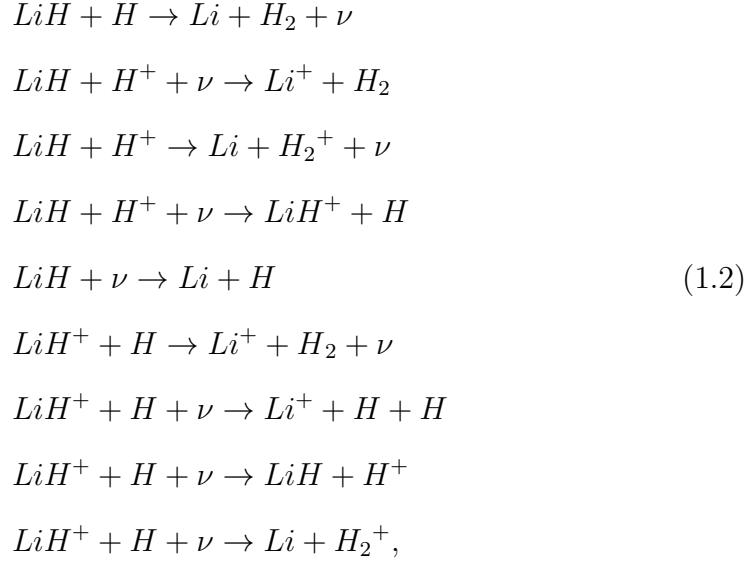 LiH + H → Li + H₂ + ν
LiH + H⁺ + ν → Li⁺ + H₂
LiH + H⁺ → Li + H₂⁺ + ν
LiH + H⁺ + ν → LiH⁺ + H
LiH + ν → Li + H (1.2)
LiH⁺ + H → Li⁺ + H₂ + ν
LiH⁺ + H + ν → Li⁺ + H + H
LiH⁺ + H + ν → LiH + H⁺
LiH⁺ + H + ν → Li + H₂⁺,